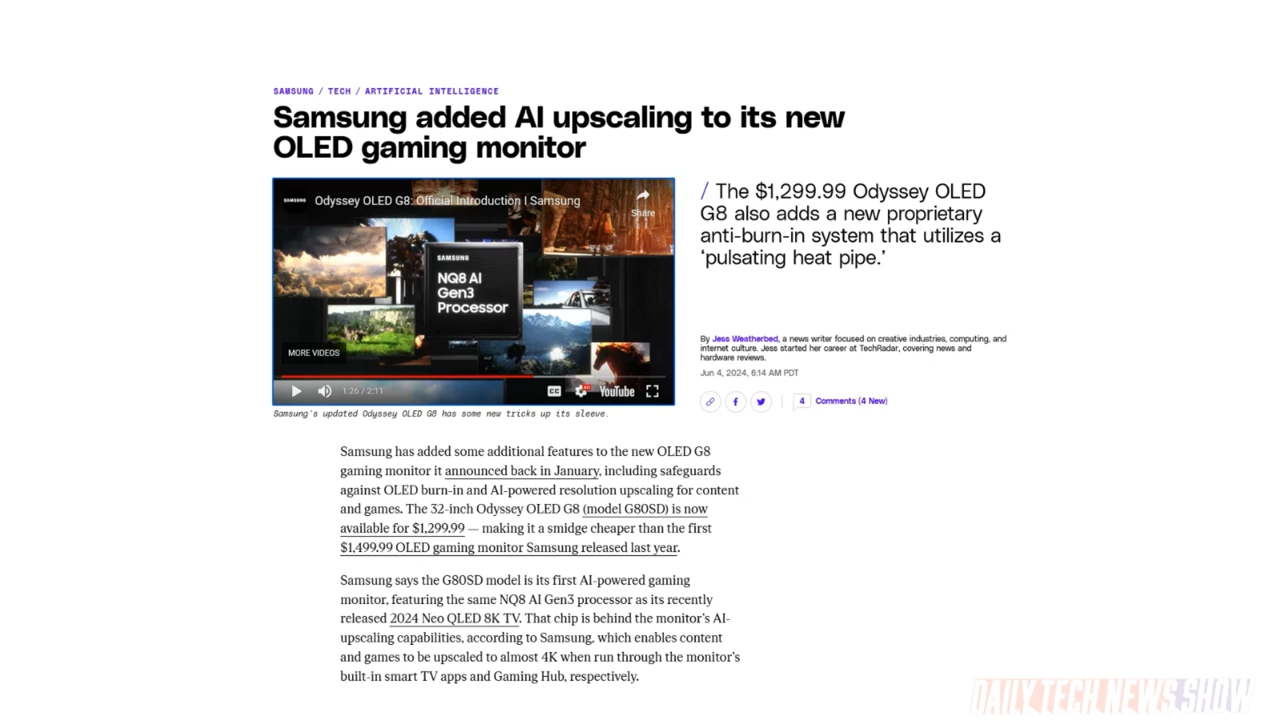 SAMSUNG / TECH / ARTIFICIAL INTELLIGENCE
Samsung added AI upscaling to its new
OLED gaming monitor
SAMSUNG
Odyssey OLED G8: Official Introduction | Samsung
Share
SAMSUNG
NQ8 AI
Gen3
Processor
MORE VIDEOS
1:26 / 2:11
CC
YouTube
Samsung's updated Odyssey OLED G8 has some new tricks up its sleeve.
/ The $1,299.99 Odyssey OLED
G8 also adds a new proprietary
anti-burn-in system that utilizes a
‘pulsating heat pipe.’
By Jess Weatherbed, a news writer focused on creative industries, computing, and
internet culture. Jess started her career at TechRadar, covering news and
hardware reviews.
Jun 4, 2024, 6:14 AM PDT
4 Comments (4 New)
Samsung has added some additional features to the new OLED G8
gaming monitor it announced back in January, including safeguards
against OLED burn-in and AI-powered resolution upscaling for content
and games. The 32-inch Odyssey OLED G8 (model G80SD) is now
available for $1,299.99 — making it a smidge cheaper than the first
$1,499.99 OLED gaming monitor Samsung released last year.
Samsung says the G80SD model is its first AI-powered gaming
monitor, featuring the same NQ8 AI Gen3 processor as its recently
released 2024 Neo QLED 8K TV. That chip is behind the monitor’s AI-
upscaling capabilities, according to Samsung, which enables content
and games to be upscaled to almost 4K when run through the monitor’s
built-in smart TV apps and Gaming Hub, respectively.
DAILY TECH NEWS SHOW